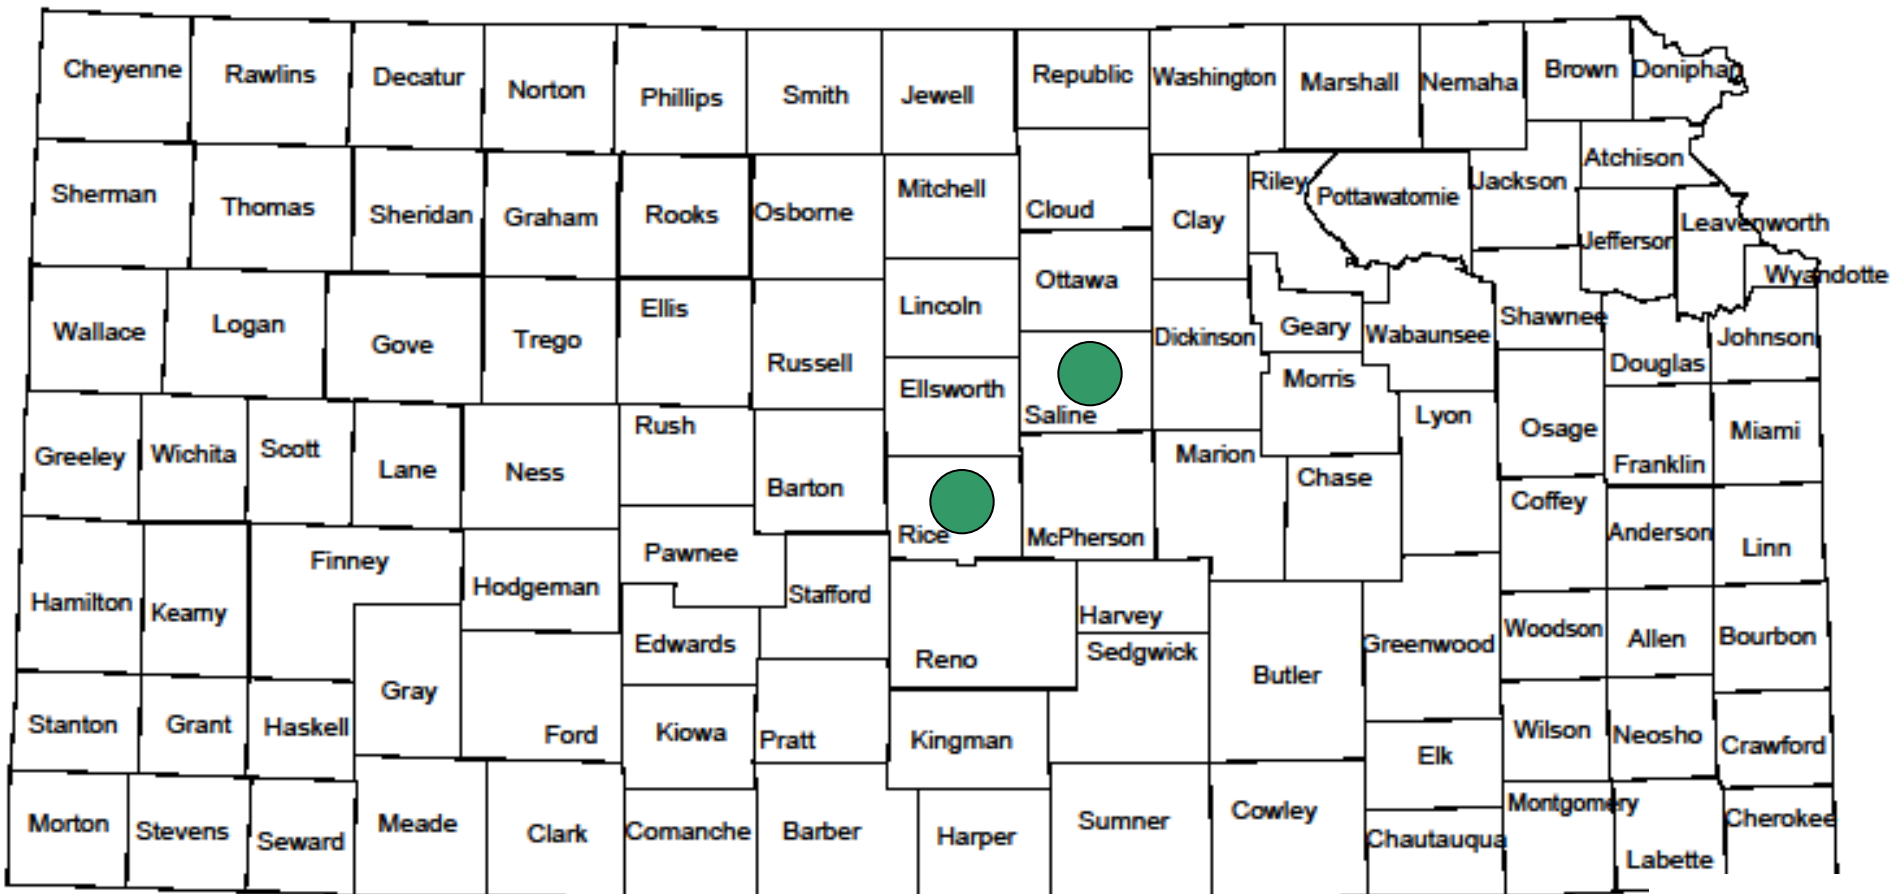 Cheyenne
Rawlins
Decatur
Norton
Phillips
Smith
Jewell
Republic
Washington
Marshall
Nemaha
Brown
Doniphan
Sherman
Thomas
Sheridan
Graham
Rooks
Osborne
Mitchell
Cloud
Clay
Riley
Pottawatomie
Jackson
Atchison
Jefferson
Leavenworth
Wyandotte
Wallace
Logan
Gove
Trego
Ellis
Russell
Lincoln
Ottawa
Dickinson
Geary
Wabaunsee
Shawnee
Douglas
Johnson
Ellsworth
Saline
Morris
Lyon
Osage
Franklin
Miami
Greeley
Wichita
Scott
Lane
Ness
Rush
Barton
Rice
McPherson
Marion
Chase
Coffey
Anderson
Linn
Hamilton
Kearny
Finney
Hodgeman
Pawnee
Stafford
Edwards
Reno
Harvey
Sedgwick
Butler
Greenwood
Woodson
Allen
Bourbon
Stanton
Grant
Haskell
Gray
Ford
Kiowa
Pratt
Kingman
Elk
Wilson
Neosho
Crawford
Morton
Stevens
Seward
Meade
Clark
Comanche
Barber
Harper
Sumner
Cowley
Chautauqua
Montgomery
Labette
Cherokee